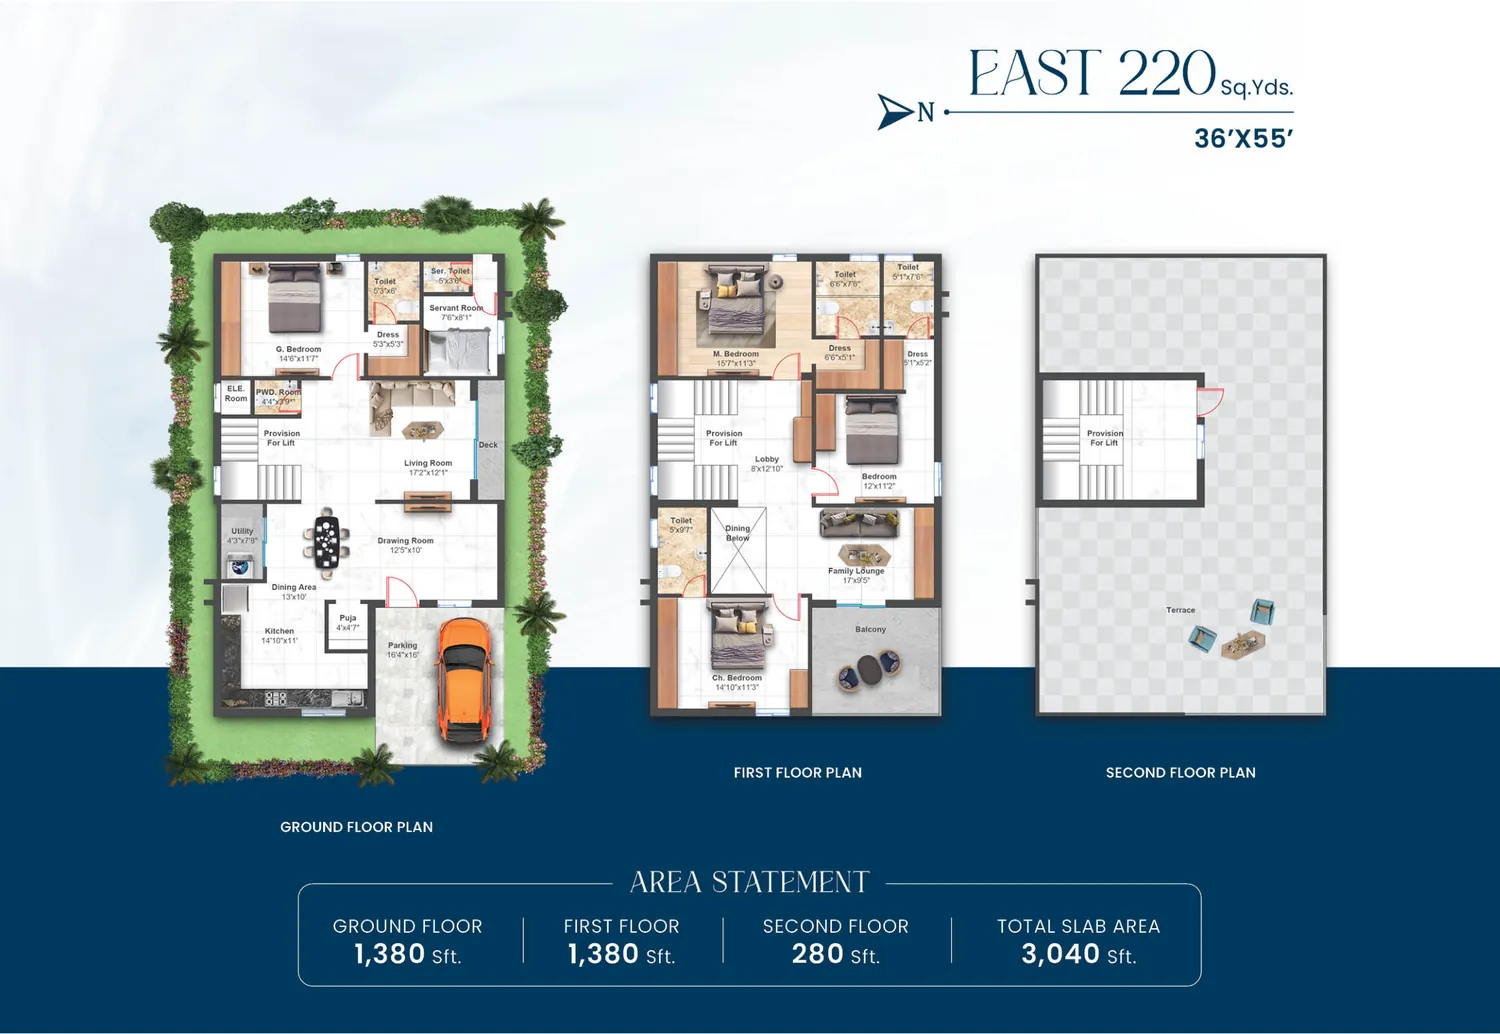 EAST 220 Sq.Yds.
N
36'X55'
G. Bedroom
14'6"x11'7"
Toilet
5'3"x6'
Ser. Toilet
5'x3'6"
Servant Room
7'6"x8'1"
Dress
5'3"x5'3"
ELE.
Room
PWD. Room
4'4"x3'9"
Provision
For Lift
Living Room
17'2"x12'1"
Deck
Utility
4'3"x7'8"
Drawing Room
12'5"x10'
Dining Area
13'x10'
Puja
4'x4'7"
Kitchen
14'10"x11'
Parking
16'4"x16'
GROUND FLOOR PLAN
M. Bedroom
15'7"x11'3"
Toilet
6'6"x7'6"
Toilet
5'1"x7'6"
Dress
6'6"x5'1"
Dress
5'1"x5'2"
Provision
For Lift
Lobby
8'x12'10"
Bedroom
12'x11'2"
Toilet
5'x9'7"
Dining
Below
Family Lounge
17'x9'5"
Ch. Bedroom
14'10"x11'3"
Balcony
FIRST FLOOR PLAN
Provision
For Lift
Terrace
SECOND FLOOR PLAN
AREA STATEMENT
GROUND FLOOR
1,380 Sft.
FIRST FLOOR
1,380 Sft.
SECOND FLOOR
280 Sft.
TOTAL SLAB AREA
3,040 Sft.